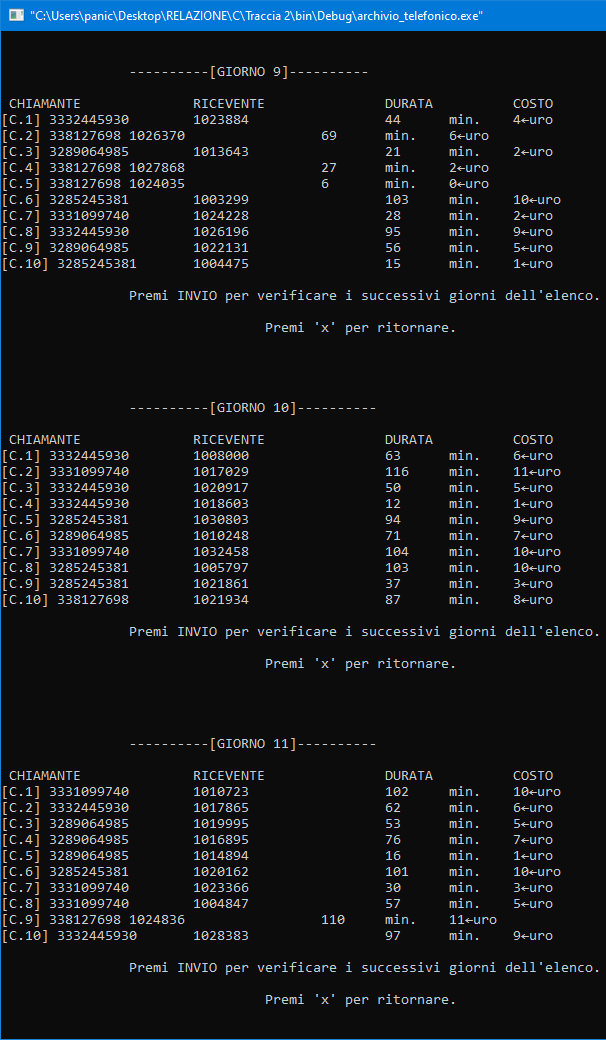 "C:\Users\panic\Desktop\RELAZIONE\C\Traccia 2\bin\Debug\archivio_telefonico.exe"
----------[GIORNO 9]----------
CHIAMANTE RICEVENTE DURATA COSTO
[C.1] 3332445930 1023884 44 min. 4←uro
[C.2] 338127698 1026370 69 min. 6←uro
[C.3] 3289064985 1013643 21 min. 2←uro
[C.4] 338127698 1027868 27 min. 2←uro
[C.5] 338127698 1024035 6 min. 0←uro
[C.6] 3285245381 1003299 103 min. 10←uro
[C.7] 3331099740 1024228 28 min. 2←uro
[C.8] 3332445930 1026196 95 min. 9←uro
[C.9] 3289064985 1022131 56 min. 5←uro
[C.10] 3285245381 1004475 15 min. 1←uro
Premi INVIO per verificare i successivi giorni dell'elenco.
Premi 'x' per ritornare.
----------[GIORNO 10]----------
CHIAMANTE RICEVENTE DURATA COSTO
[C.1] 3332445930 1008000 63 min. 6←uro
[C.2] 3331099740 1017029 116 min. 11←uro
[C.3] 3332445930 1020917 50 min. 5←uro
[C.4] 3332445930 1018603 12 min. 1←uro
[C.5] 3285245381 1030803 94 min. 9←uro
[C.6] 3289064985 1010248 71 min. 7←uro
[C.7] 3331099740 1032458 104 min. 10←uro
[C.8] 3285245381 1005797 103 min. 10←uro
[C.9] 3285245381 1021861 37 min. 3←uro
[C.10] 338127698 1021934 87 min. 8←uro
Premi INVIO per verificare i successivi giorni dell'elenco.
Premi 'x' per ritornare.
----------[GIORNO 11]----------
CHIAMANTE RICEVENTE DURATA COSTO
[C.1] 3331099740 1010723 102 min. 10←uro
[C.2] 3332445930 1017865 62 min. 6←uro
[C.3] 3289064985 1019995 53 min. 5←uro
[C.4] 3289064985 1016895 76 min. 7←uro
[C.5] 3289064985 1014894 16 min. 1←uro
[C.6] 3285245381 1020162 101 min. 10←uro
[C.7] 3331099740 1023366 30 min. 3←uro
[C.8] 3331099740 1004847 57 min. 5←uro
[C.9] 338127698 1024836 110 min. 11←uro
[C.10] 3332445930 1028383 97 min. 9←uro
Premi INVIO per verificare i successivi giorni dell'elenco.
Premi 'x' per ritornare.